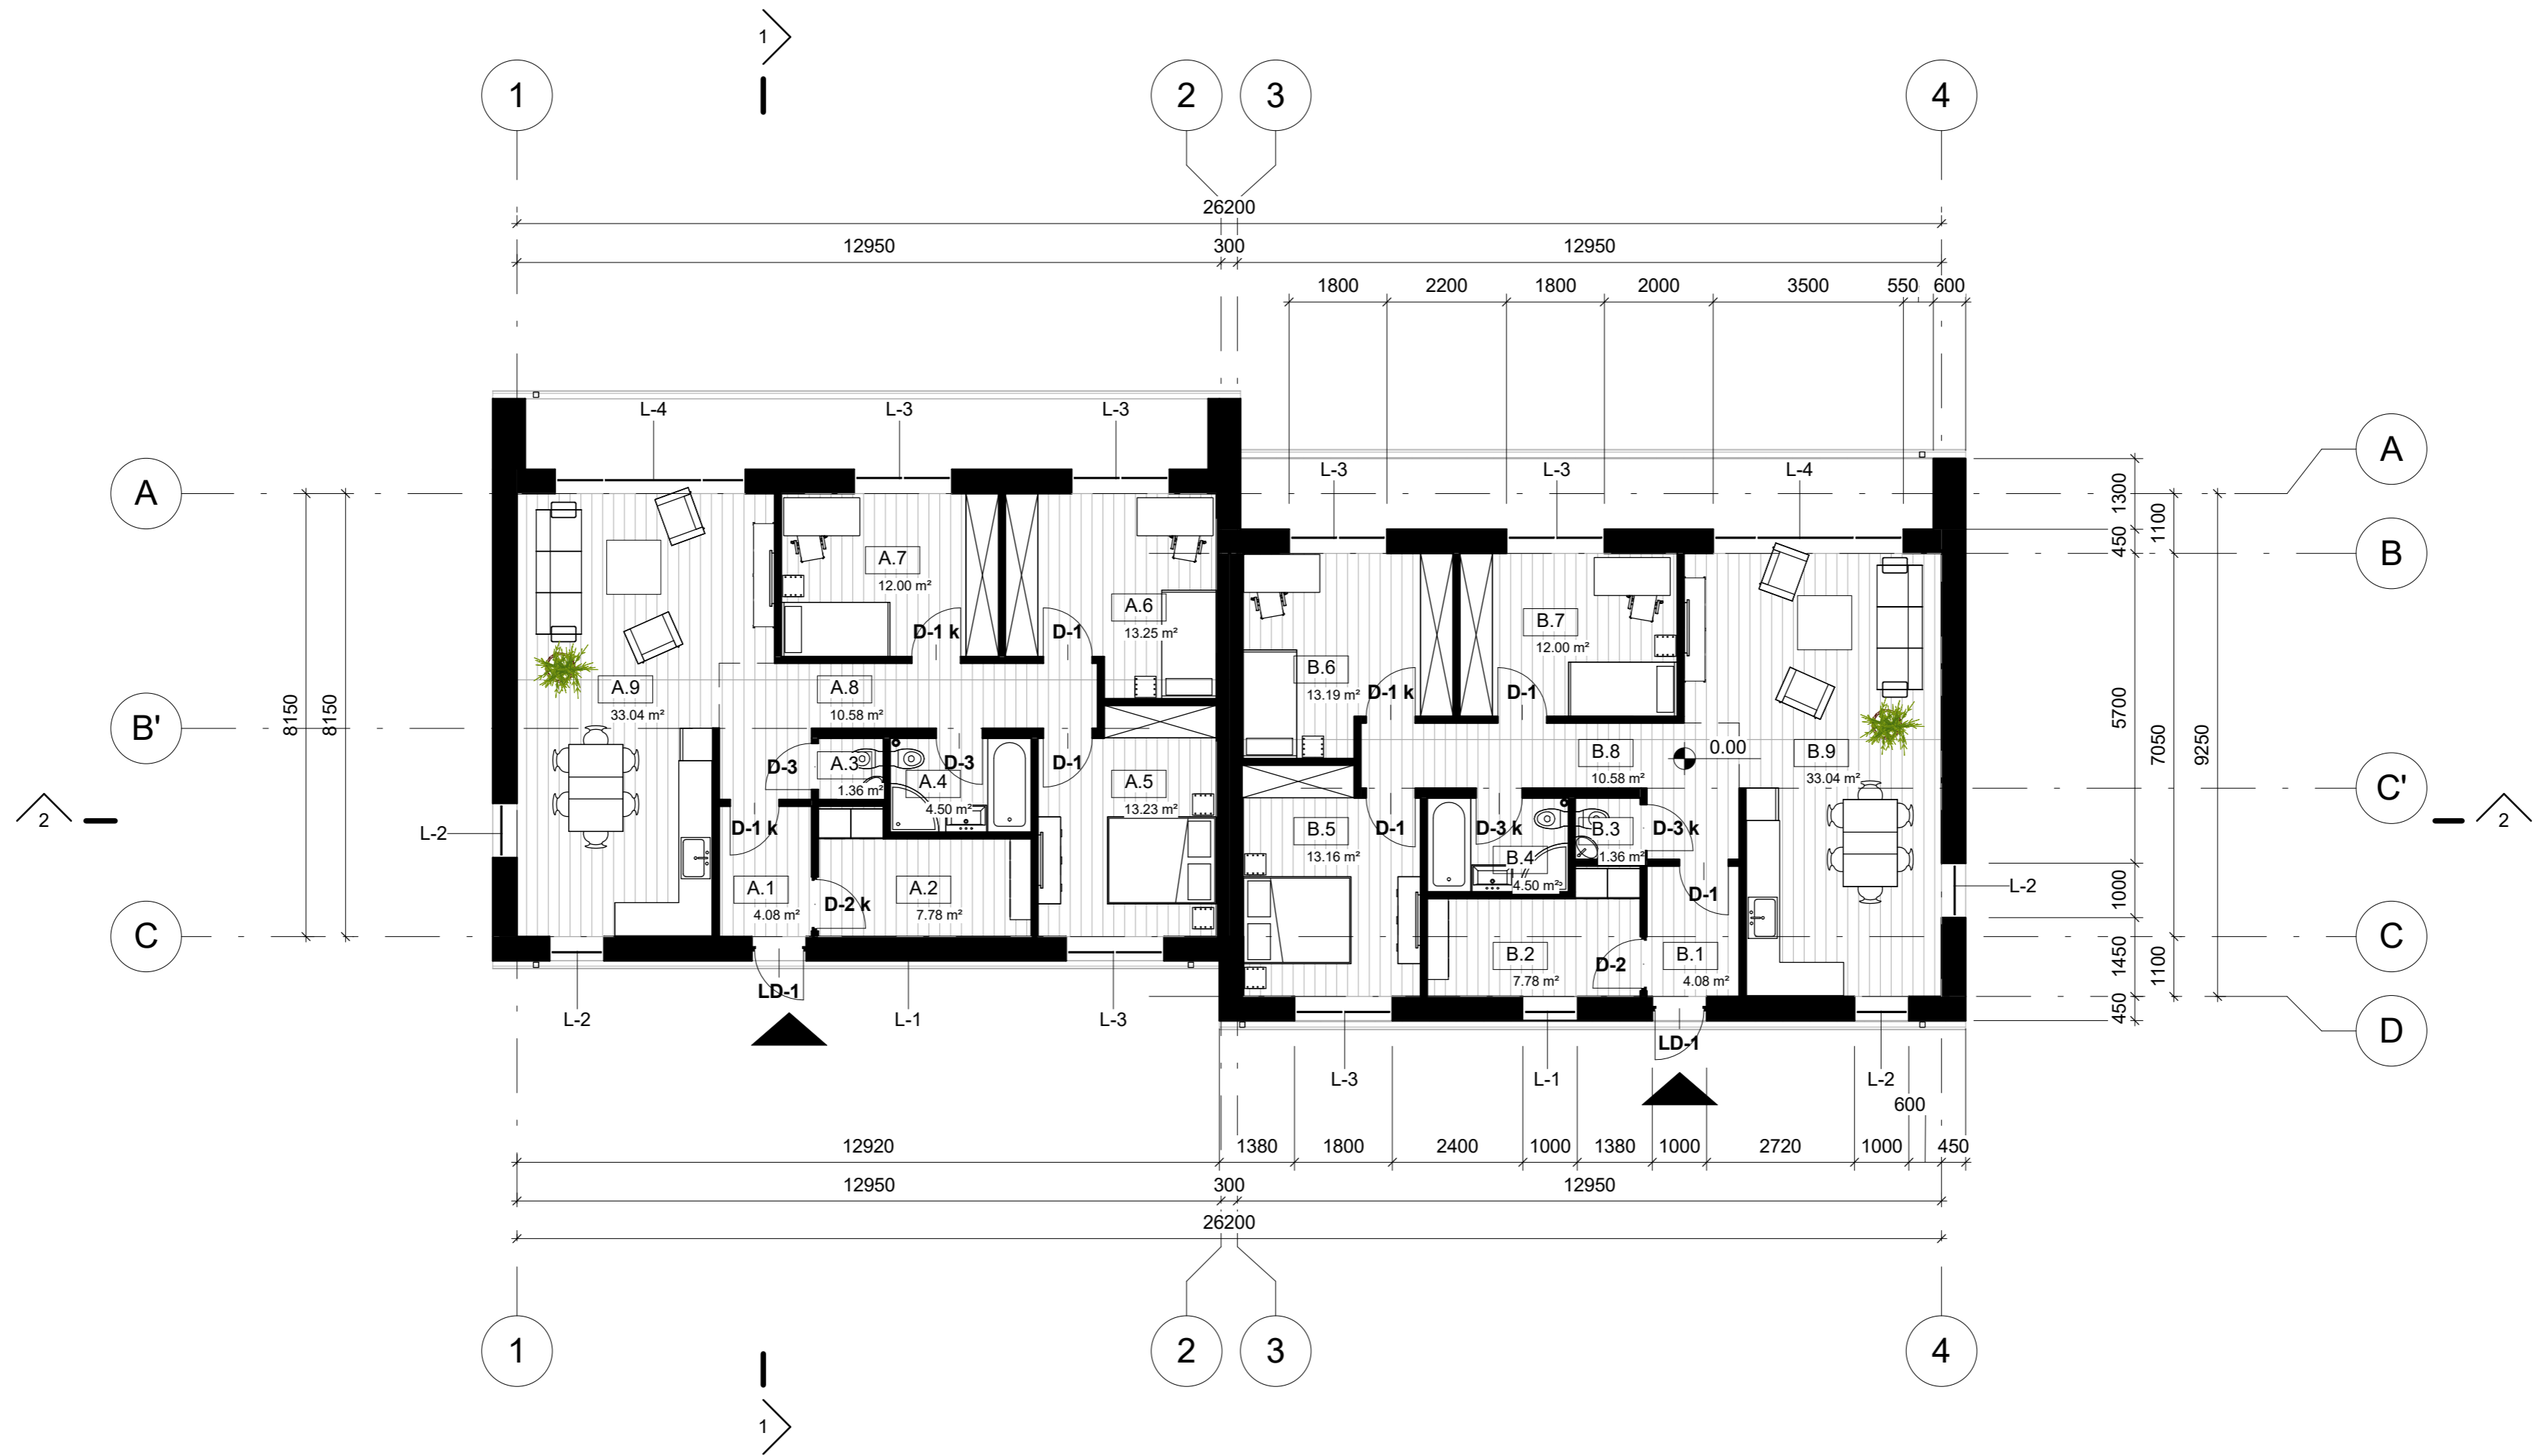 1
1 2 3 4
26200
12950 300 12950
1800 2200 1800 2000 3500 550 600
L-4 L-3 L-3
L-3 L-3 L-4
A A
B
B' C'
C C
D
8150 8150
1300
450
5700
1000
1450
450
1100
7050
1100
9250
2 2
A.7
12.00 m²
A.6
13.25 m²
D-1 k D-1
A.9
33.04 m²
A.8
10.58 m²
D-3
A.3
1.36 m²
A.4
4.50 m²
D-3
D-1
A.5
13.23 m²
D-1 k
A.1
4.08 m²
D-2 k
A.2
7.78 m²
L-2
L-2
LD-1
L-1
L-3
B.7
12.00 m²
B.6
13.19 m²
D-1 k D-1
B.8
10.58 m²
0.00
B.9
33.04 m²
B.5
13.16 m²
D-1
D-3 k
B.4
4.50 m²
B.3
1.36 m²
D-3 k
D-1
B.2
7.78 m²
D-2
B.1
4.08 m²
L-2
LD-1
L-3 L-1 L-2
600
12920 1380 1800 2400 1000 1380 1000 2720 1000 450
12950 300 12950
26200
1 2 3 4
1